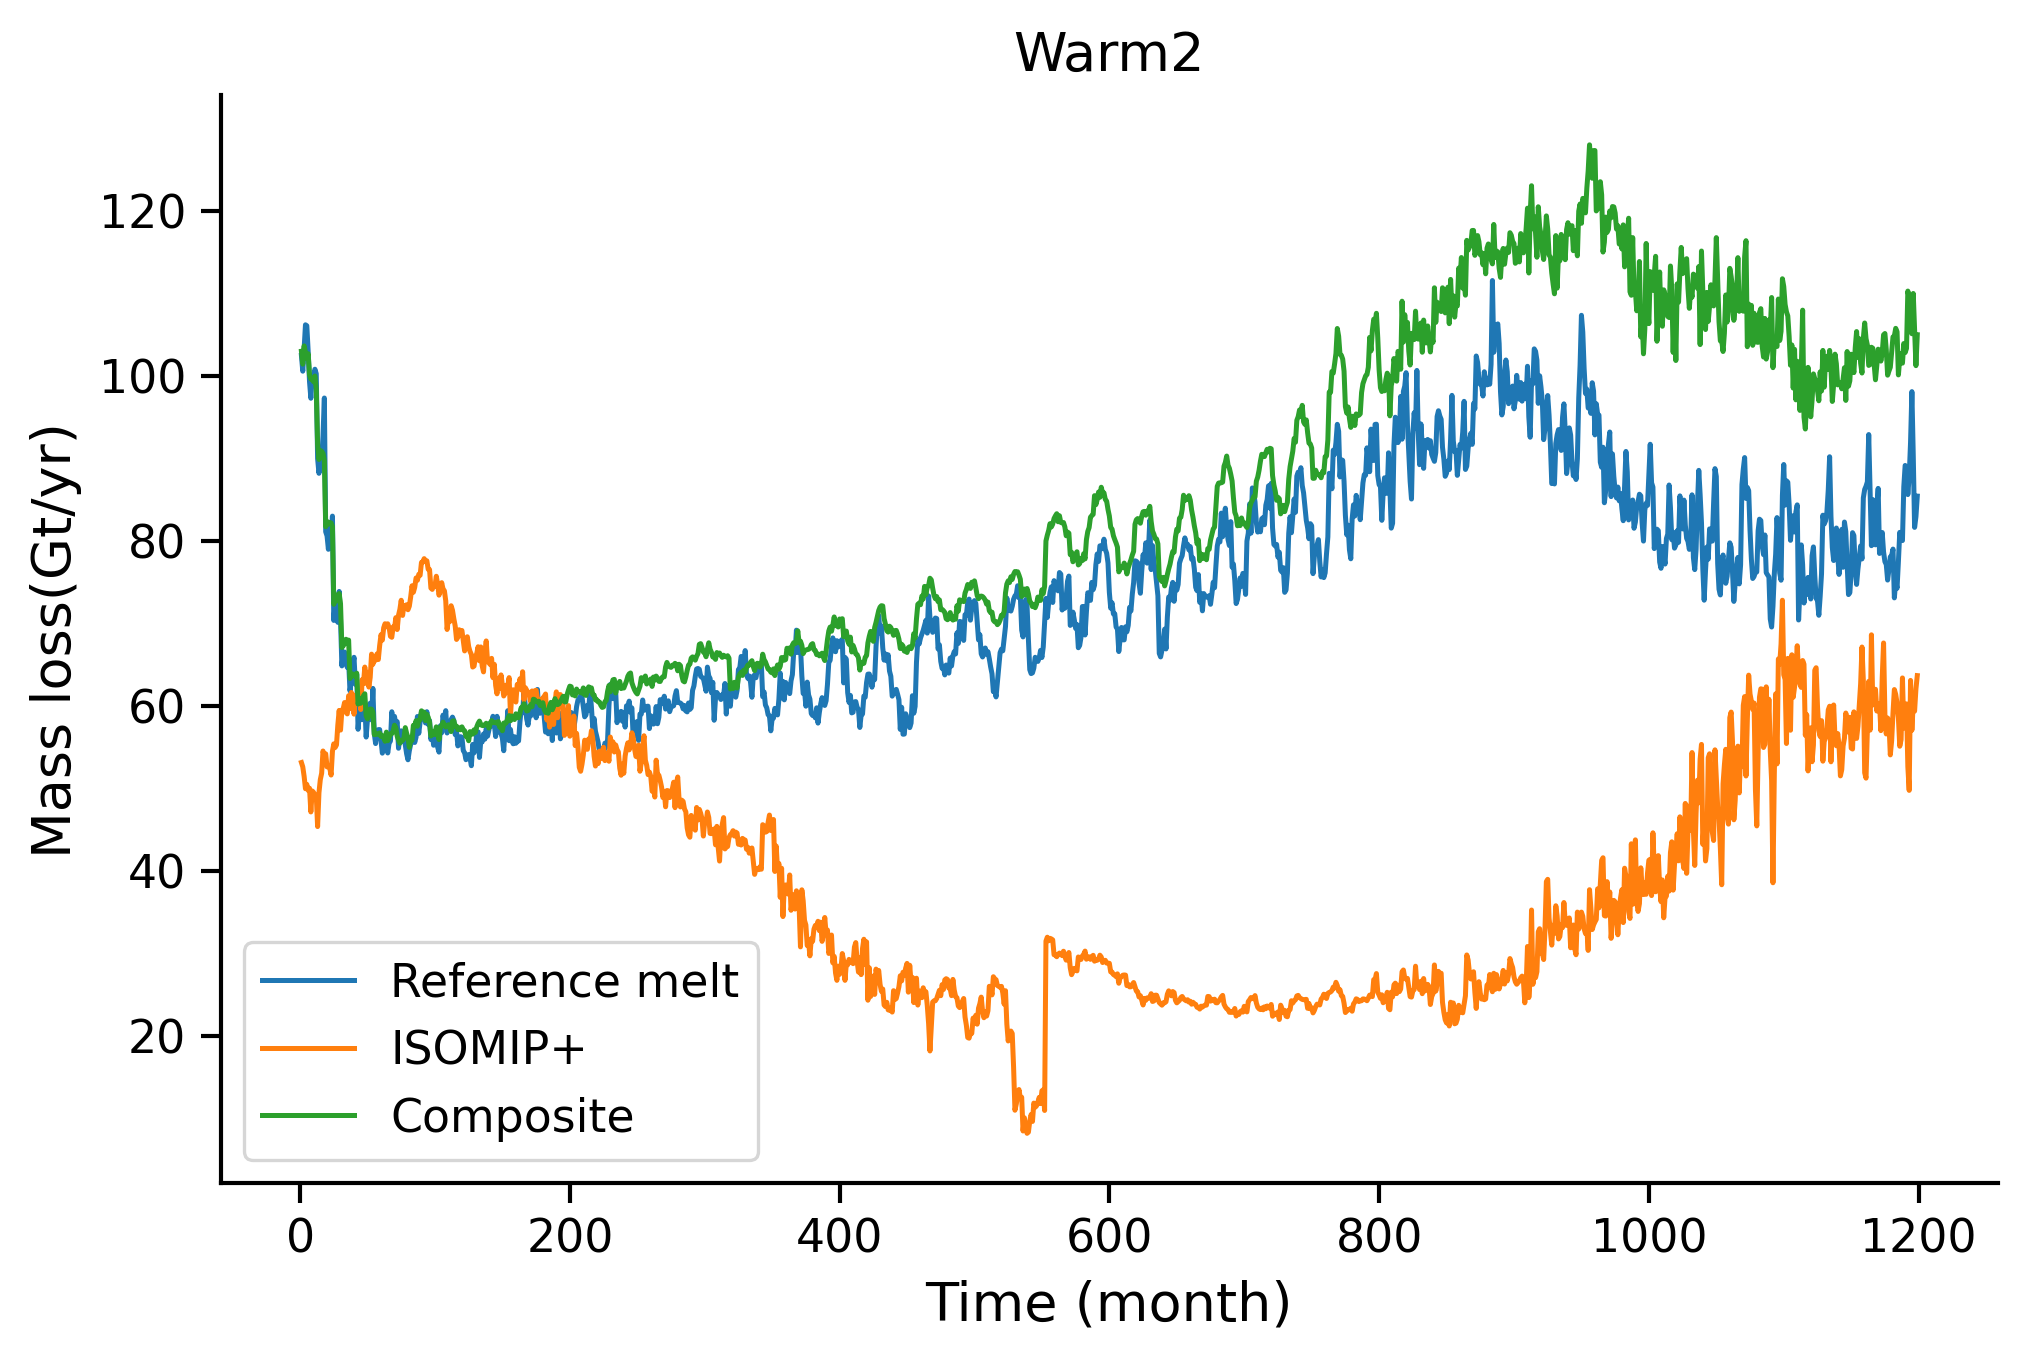 Warm2
Mass loss(Gt/yr)
120
100
80
60
40
20
Reference melt
ISOMIP+
Composite
0 200 400 600 800 1000 1200
Time (month)